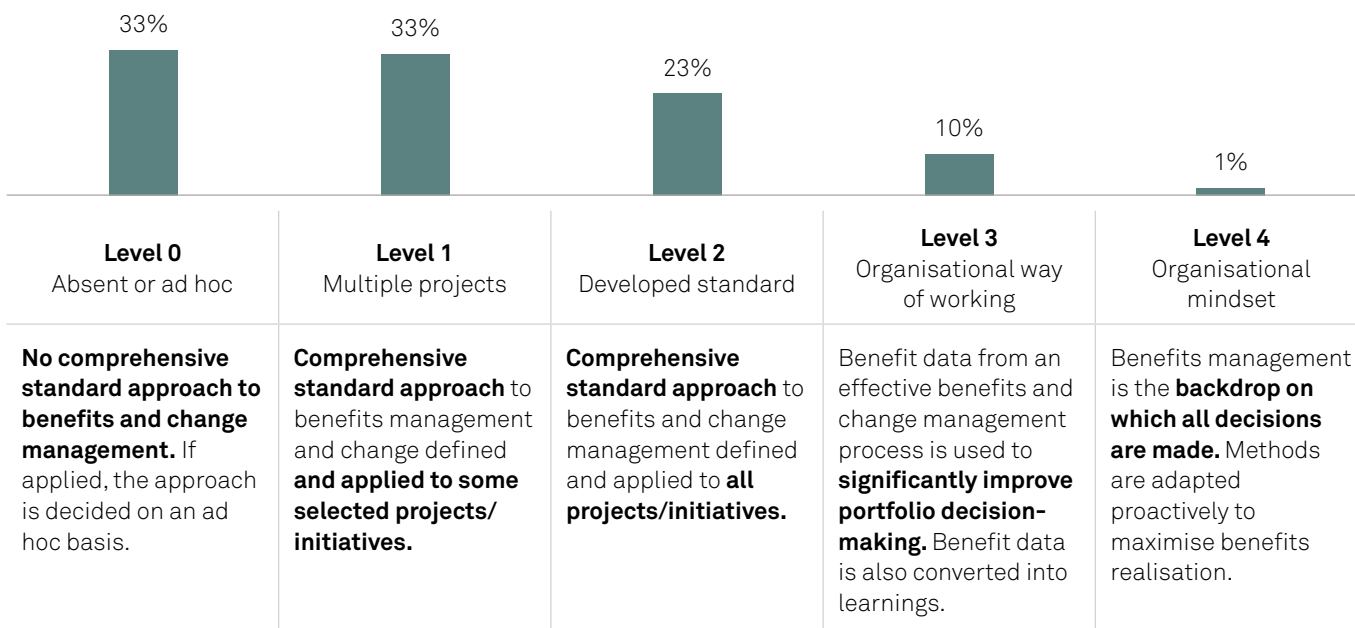 33%
33%
23%
10%
1%
Level 0
Absent or ad hoc
Level 1
Multiple projects
Level 2
Developed standard
Level 3
Organisational way
of working
Level 4
Organisational
mindset
No comprehensive
standard approach to
benefits and change
management. If
applied, the approach
is decided on an ad
hoc basis.
Comprehensive
standard approach to
benefits management
and change defined
and applied to some
selected projects/
initiatives.
Comprehensive
standard approach to
benefits and change
management defined
and applied to all
projects/initiatives.
Benefit data from an
effective benefits and
change management
process is used to
significantly improve
portfolio decision-
making. Benefit data
is also converted into
learnings.
Benefits management
is the backdrop on
which all decisions
are made. Methods
are adapted
proactively to
maximise benefits
realisation.